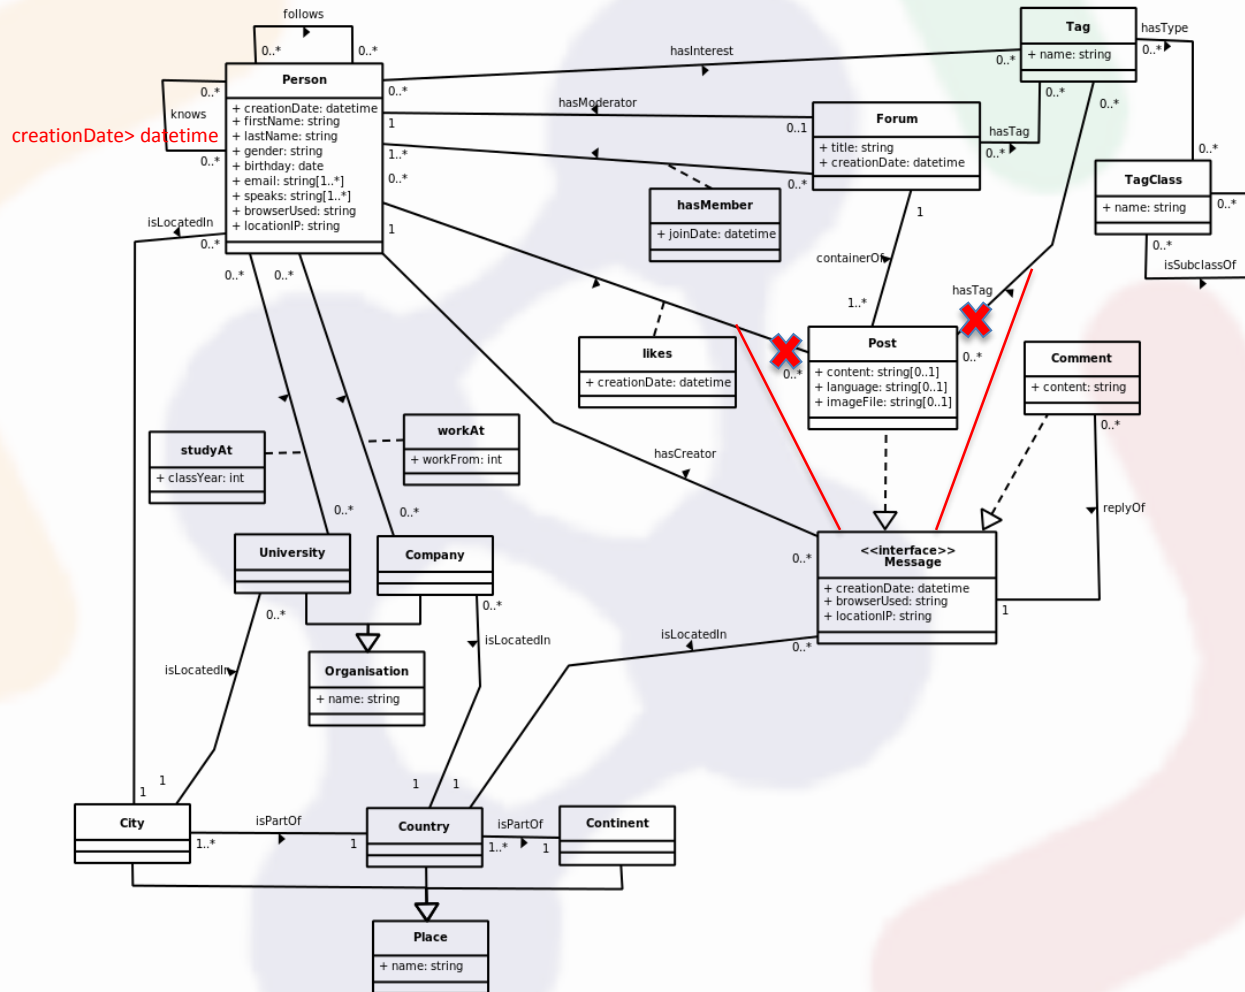 follows
0..*
0..*
Person
+ creationDate: datetime
+ firstName: string
+ lastName: string
+ gender: string
+ birthday: date
+ email: string[1..*]
+ speaks: string[1..*]
+ browserUsed: string
+ locationIP: string
0..*
knows
creationDate> datetime
0..*
isLocatedIn
0..*
0..*
0..*
hasInterest
0..*
0..*
hasModerator
1
0..1
1..*
0..*
0..*
1
Tag
+ name: string
hasType
0..*
0..*
0..*
0..*
Forum
+ title: string
+ creationDate: datetime
hasTag
0..*
TagClass
+ name: string
0..*
0..*
isSubclassOf
hasMember
+ joinDate: datetime
1
containerOf
1..*
hasTag
0..*
Post
+ content: string[0..1]
+ language: string[0..1]
+ imageFile: string[0..1]
0..*
likes
+ creationDate: datetime
Comment
+ content: string
0..*
replyOf
studyAt
+ classYear: int
workAt
+ workFrom: int
hasCreator
0..*
0..*
0..*
<<interface>>
Message
+ creationDate: datetime
+ browserUsed: string
+ locationIP: string
1
0..*
University
Company
0..*
0..*
isLocatedIn
isLocatedIn
isLocatedIn
Organisation
+ name: string
1
1
1
1
City
isPartOf
1..*
1
Country
isPartOf
1..*
1
Continent
Place
+ name: string